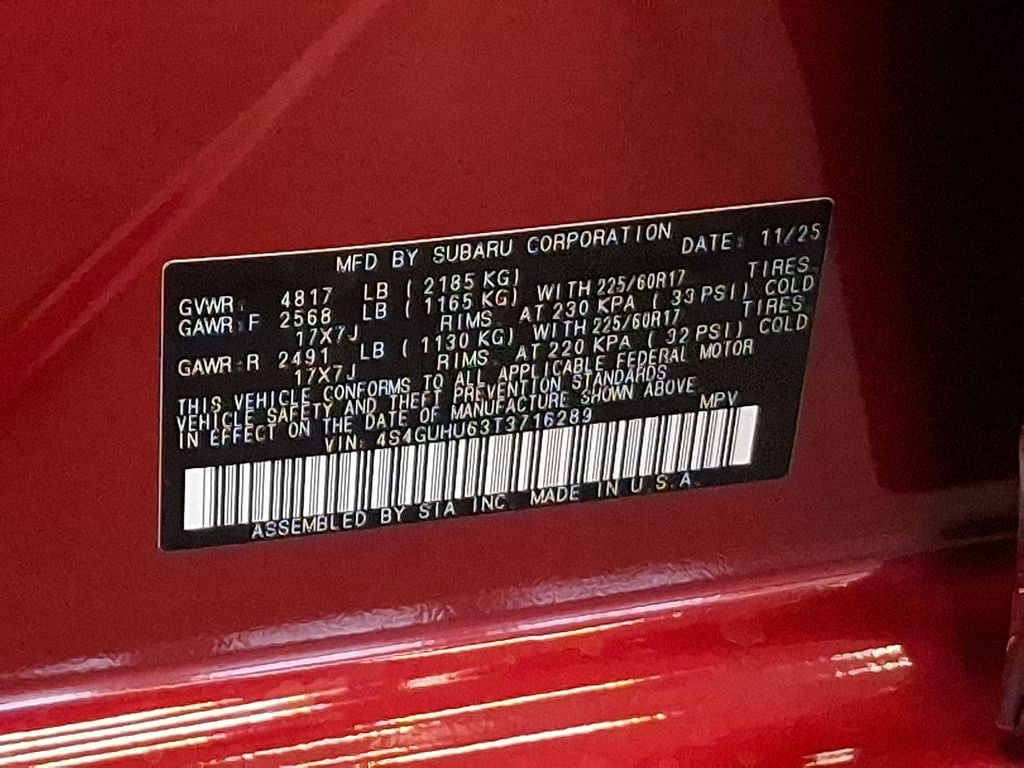 MFD BY SUBARU CORPORATION DATE: 11/25
GVWR: 4817 LB ( 2185 KG)
GAWR:F 2568 LB ( 1165 KG) WITH 225/60R17 TIRES
17X7J RIMS AT 230 KPA ( 33 PSI) COLD
GAWR:R 2491 LB ( 1130 KG) WITH 225/60R17 TIRES
17X7J RIMS AT 220 KPA ( 32 PSI) COLD
THIS VEHICLE CONFORMS TO ALL APPLICABLE FEDERAL MOTOR
VEHICLE SAFETY AND THEFT PREVENTION STANDARDS
IN EFFECT ON THE DATE OF MANUFACTURE SHOWN ABOVE
VIN: 4S4GUHU63T3716289 MPV
ASSEMBLED BY SIA INC. MADE IN U.S.A.